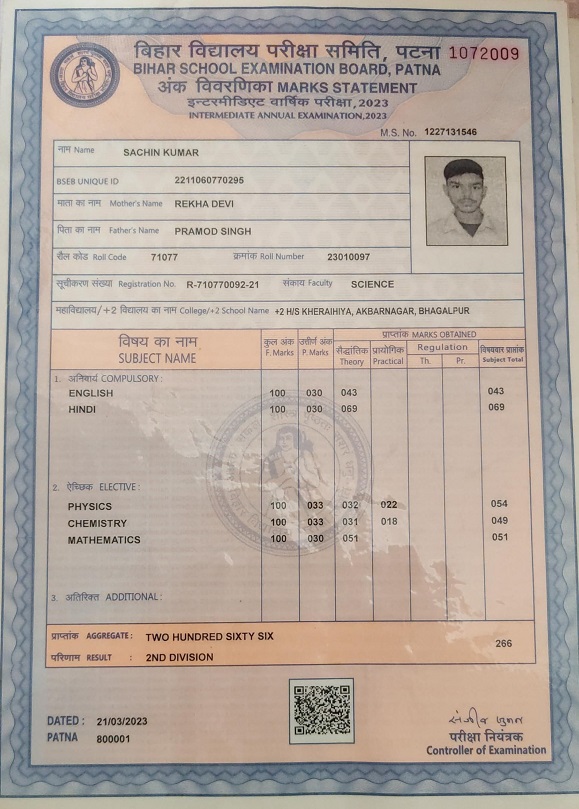 बिहार विद्यालय परीक्षा समिति, पटना 1072009
BIHAR SCHOOL EXAMINATION BOARD, PATNA
अंक विवरणिका MARKS STATEMENT
इन्टरमीडिएट वार्षिक परीक्षा, 2023
INTERMEDIATE ANNUAL EXAMINATION,2023
M.S. No. 1227131546
नाम Name SACHIN KUMAR
BSEB UNIQUE ID 2211060770295
माता का नाम Mother's Name REKHA DEVI
पिता का नाम Father's Name PRAMOD SINGH
रौल कोड Roll Code 71077 क्रमांक Roll Number 23010097
सूचीकरण संख्या Registration No. R-710770092-21 संकाय Faculty SCIENCE
महाविद्यालय/+2 विद्यालय का नाम College/+2 School Name +2 H/S KHERAIHIYA, AKBARNAGAR, BHAGALPUR
विषय का नाम SUBJECT NAME कुल अंक F. Marks उत्तीर्ण अंक P. Marks प्राप्तांक MARKS OBTAINED
सैद्धांतिक Theory प्रायोगिक Practical Regulation Th. Pr. विषयवार प्राप्तांक Subject Total
1. अनिवार्य COMPULSORY :
ENGLISH 100 030 043 043
HINDI 100 030 069 069
2. ऐच्छिक ELECTIVE :
PHYSICS 100 033 032 022 054
CHEMISTRY 100 033 031 018 049
MATHEMATICS 100 030 051 051
3. अतिरिक्त ADDITIONAL :
प्राप्तांक AGGREGATE : TWO HUNDRED SIXTY SIX 266
परिणाम RESULT : 2ND DIVISION
DATED : 21/03/2023
PATNA 800001
परीक्षा नियंत्रक
Controller of Examination